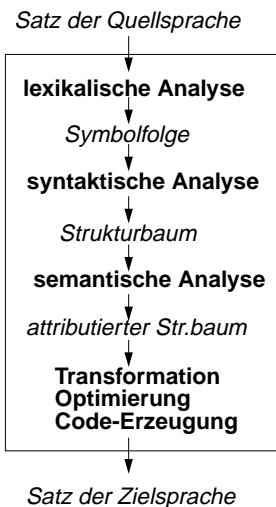 Satz der Quellsprache
lexikalische Analyse
Symbolfolge
syntaktische Analyse
Strukturbaum
semantische Analyse
attributierter Str.baum
Transformation
Optimierung
Code-Erzeugung
Satz der Zielsprache